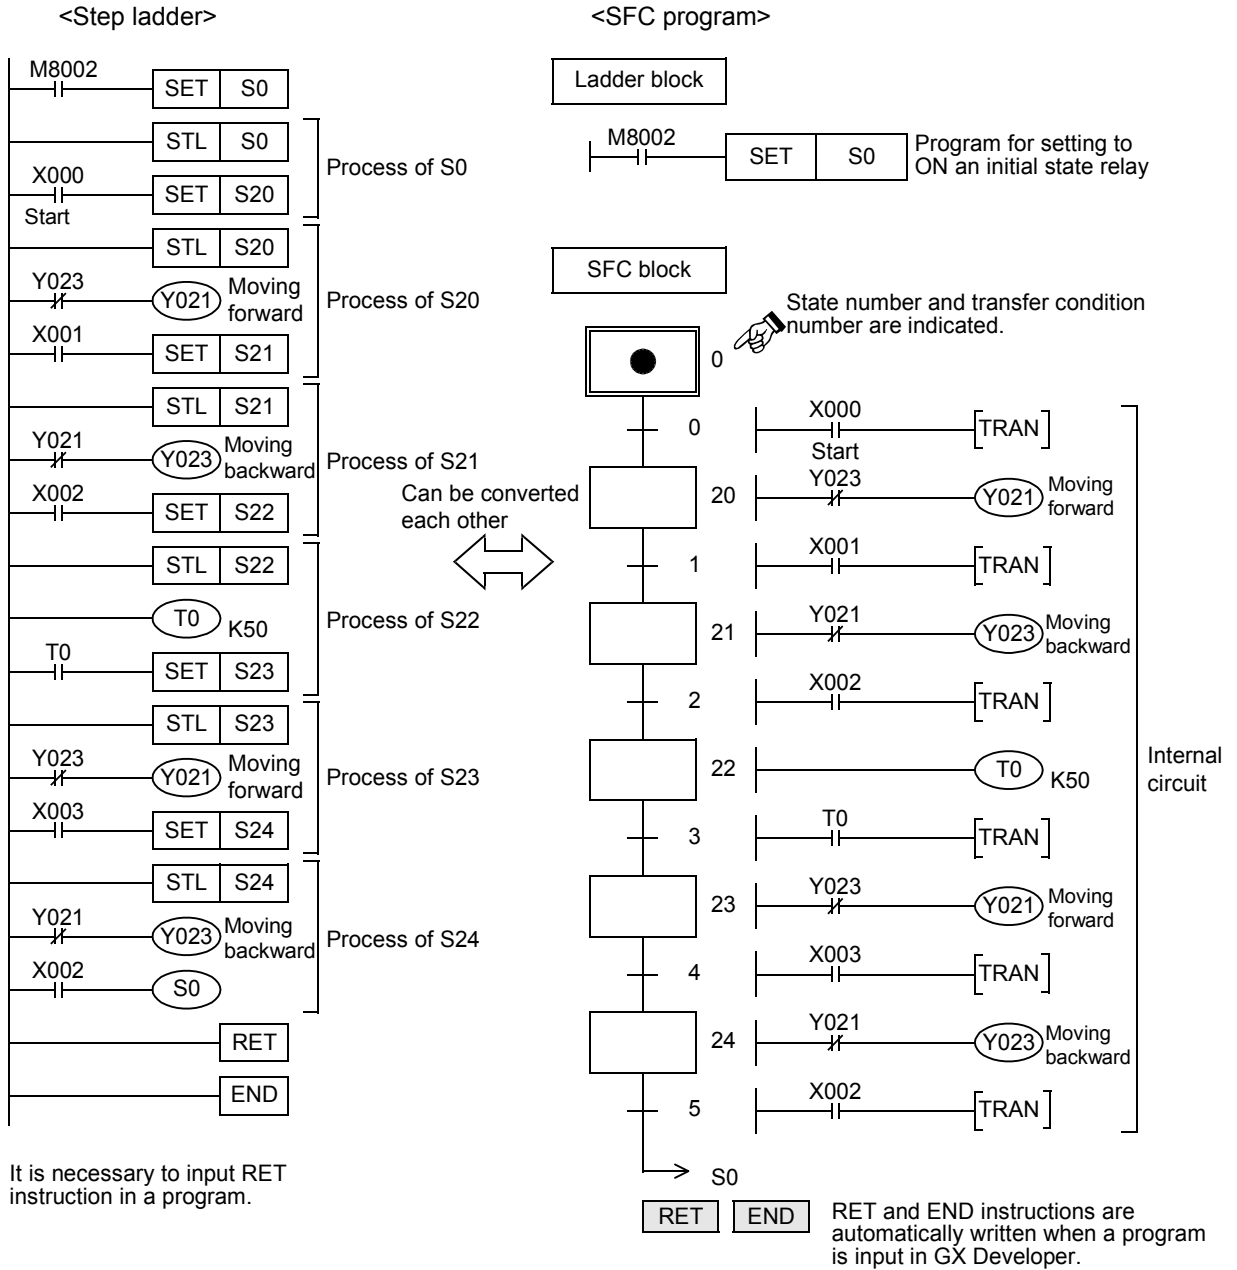 <Step ladder>
M8002
SET S0
STL S0
X000
SET S20
Start
Process of S0
STL S20
Y023
Y021
Moving
forward
X001
SET S21
Process of S20
STL S21
Y021
Y023
Moving
backward
X002
SET S22
Process of S21
STL S22
T0
K50
T0
SET S23
Process of S22
STL S23
Y023
Y021
Moving
forward
X003
SET S24
Process of S23
STL S24
Y021
Y023
Moving
backward
X002
S0
Process of S24
RET
END
It is necessary to input RET
instruction in a program.
Can be converted
each other
<SFC program>
Ladder block
M8002
SET S0
Program for setting to
ON an initial state relay
SFC block
State number and transfer condition
number are indicated.
0
0
X000
TRAN
Start
20
Y023
Y021
Moving
forward
1
X001
TRAN
21
Y021
Y023
Moving
backward
2
X002
TRAN
22
T0
K50
3
T0
TRAN
23
Y023
Y021
Moving
forward
4
X003
TRAN
24
Y021
Y023
Moving
backward
5
X002
TRAN
Internal
circuit
S0
RET
END
RET and END instructions are
automatically written when a program
is input in GX Developer.